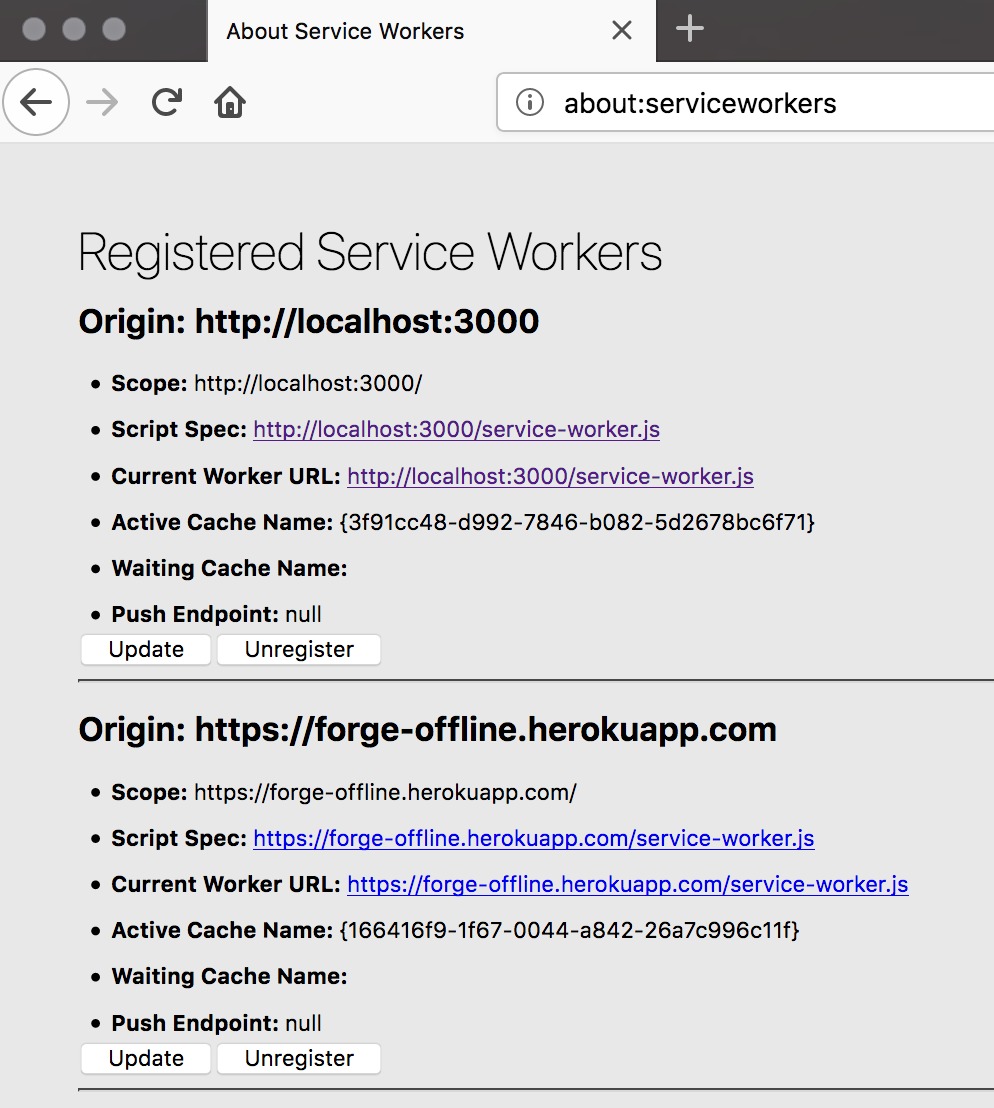 About Service Workers
about:serviceworkers
Registered Service Workers
Origin: http://localhost:3000
Scope: http://localhost:3000/
Script Spec: http://localhost:3000/service-worker.js
Current Worker URL: http://localhost:3000/service-worker.js
Active Cache Name: {3f91cc48-d992-7846-b082-5d2678bc6f71}
Waiting Cache Name:
Push Endpoint: null
Update Unregister
Origin: https://forge-offline.herokuapp.com
Scope: https://forge-offline.herokuapp.com/
Script Spec: https://forge-offline.herokuapp.com/service-worker.js
Current Worker URL: https://forge-offline.herokuapp.com/service-worker.js
Active Cache Name: {166416f9-1f67-0044-a842-26a7c996c11f}
Waiting Cache Name:
Push Endpoint: null
Update Unregister